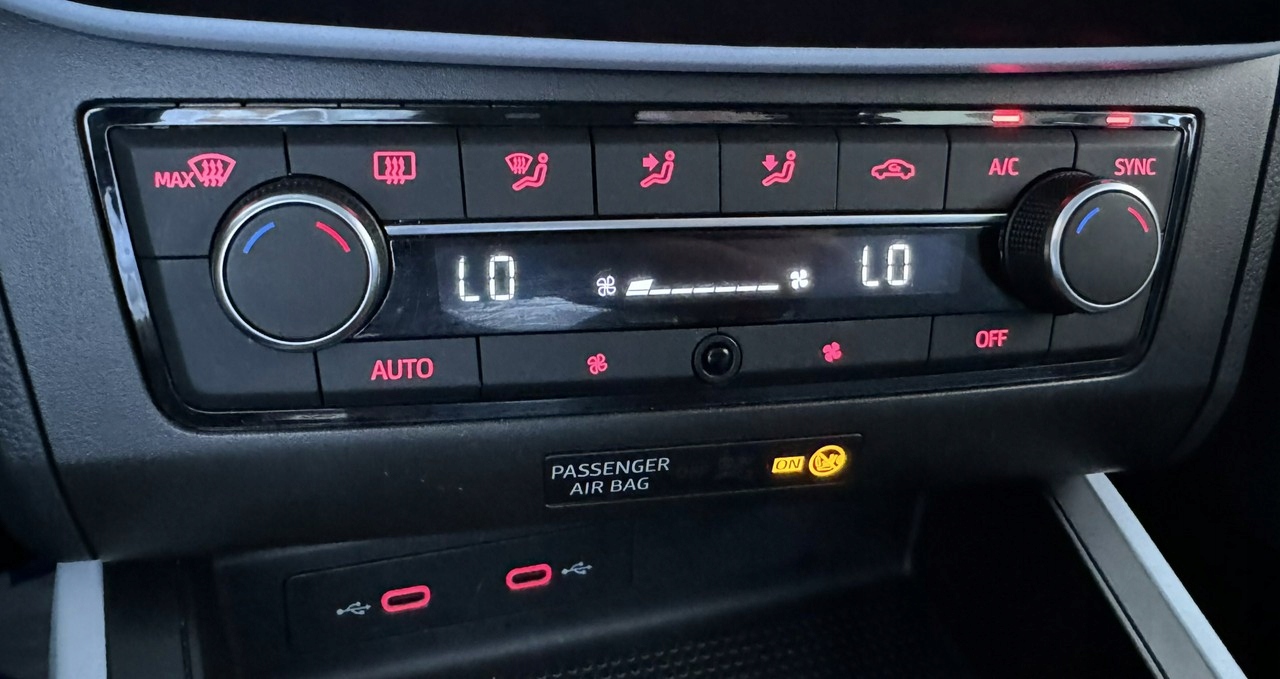 MAX
A/C
SYNC
LO
LO
AUTO
OFF
PASSENGER
AIR BAG
ON